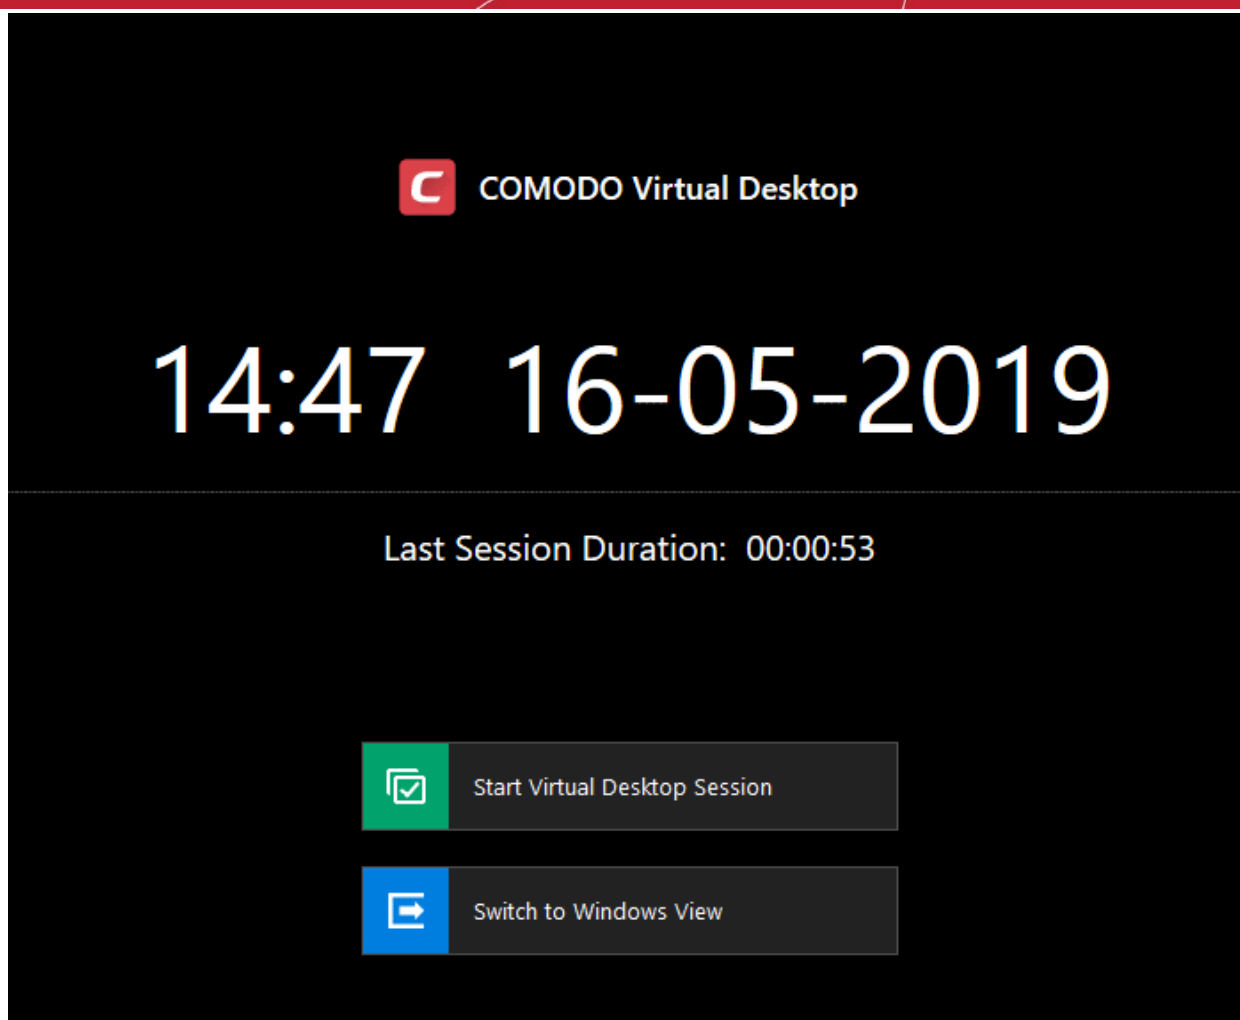 COMODO Virtual Desktop
14:47 16-05-2019
Last Session Duration: 00:00:53
Start Virtual Desktop Session
Switch to Windows View